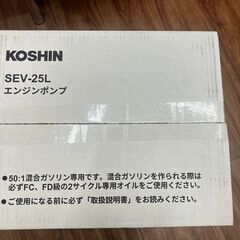 KOSHIN
SEV-25L
エンジンポンプ
●50:1混合ガソリン専用です。混合ガソリンを作られる際は
必ずFC、FD級の2サイクル専用オイルをご使用ください。
●ご使用になる前に必ず「取扱説明書」をお読みください。